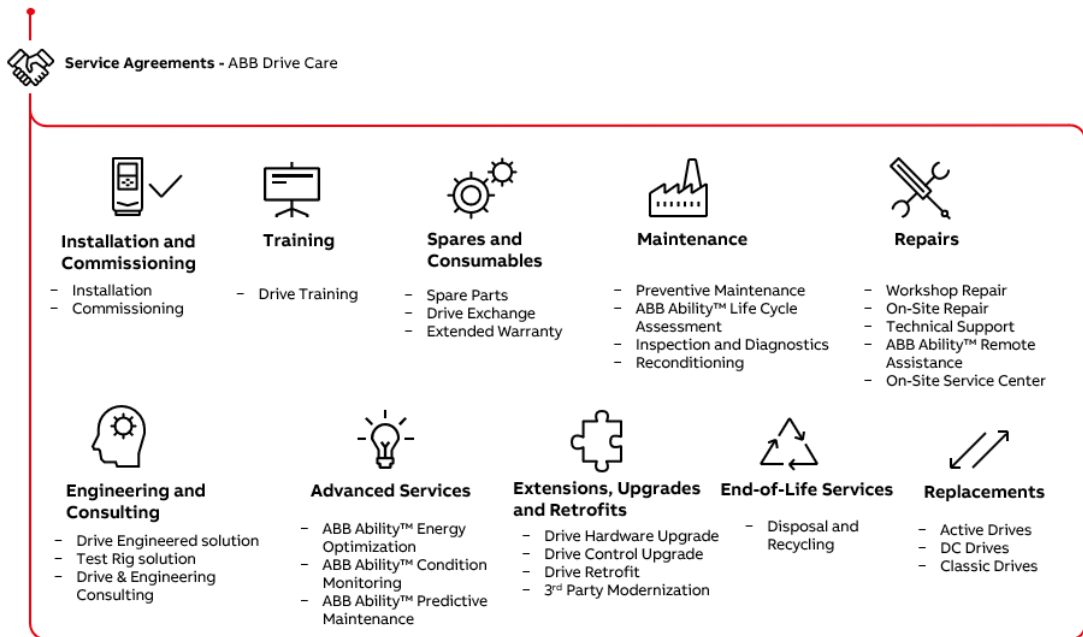 Service Agreements - ABB Drive Care
Installation and
Commissioning
– Installation
– Commissioning
Training
– Drive Training
Spares and
Consumables
– Spare Parts
– Drive Exchange
– Extended Warranty
Maintenance
– Preventive Maintenance
– ABB Ability™ Life Cycle
Assessment
– Inspection and Diagnostics
– Reconditioning
Repairs
– Workshop Repair
– On-Site Repair
– Technical Support
– ABB Ability™ Remote
Assistance
– On-Site Service Center
Engineering and
Consulting
– Drive Engineered solution
– Test Rig solution
– Drive & Engineering
Consulting
Advanced Services
– ABB Ability™ Energy
Optimization
– ABB Ability™ Condition
Monitoring
– ABB Ability™ Predictive
Maintenance
Extensions, Upgrades
and Retrofits
– Drive Hardware Upgrade
– Drive Control Upgrade
– Drive Retrofit
– 3rd Party Modernization
End-of-Life Services
– Disposal and
Recycling
Replacements
– Active Drives
– DC Drives
– Classic Drives